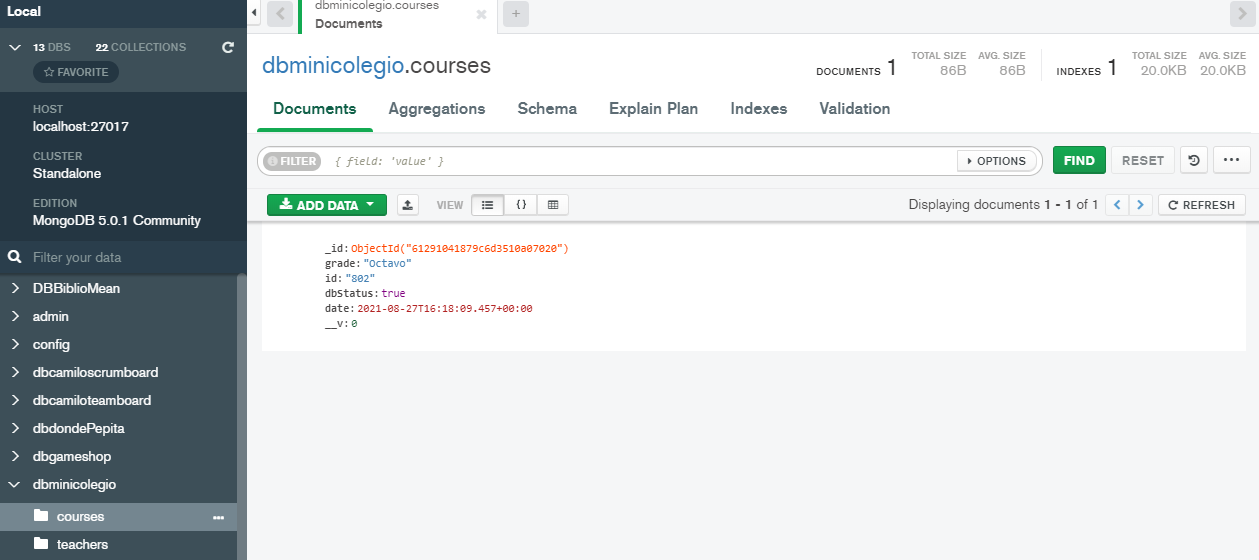 Local
13 DBS 22 COLLECTIONS
FAVORITE
HOST
localhost:27017
CLUSTER
Standalone
EDITION
MongoDB 5.0.1 Community
Filter your data
DBBiblioMean
admin
config
dbcamiloscrumboard
dbcamiloteamboard
dbdondePepita
dbgameshop
dbminicolegio
courses
teachers
dbminicolegio.courses
Documents
dbminicolegio.courses
DOCUMENTS 1 TOTAL SIZE 86B AVG. SIZE 86B INDEXES 1 TOTAL SIZE 20.0KB AVG. SIZE 20.0KB
Documents Aggregations Schema Explain Plan Indexes Validation
FILTER { field: 'value' } OPTIONS FIND RESET
ADD DATA VIEW {} Displaying documents 1 - 1 of 1 REFRESH
_id: ObjectId("61291041879c6d3510a07020")
grade: "Octavo"
id: "802"
dbStatus: true
date: 2021-08-27T16:18:09.457+00:00
__v: 0